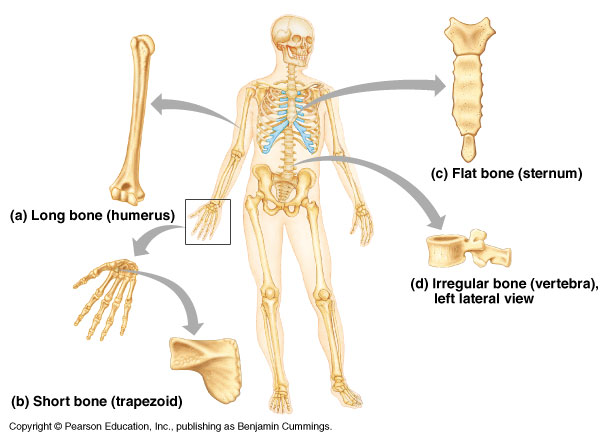 (a) Long bone (humerus)
(c) Flat bone (sternum)
(d) Irregular bone (vertebra),
left lateral view
(b) Short bone (trapezoid)
Copyright © Pearson Education, Inc., publishing as Benjamin Cummings.